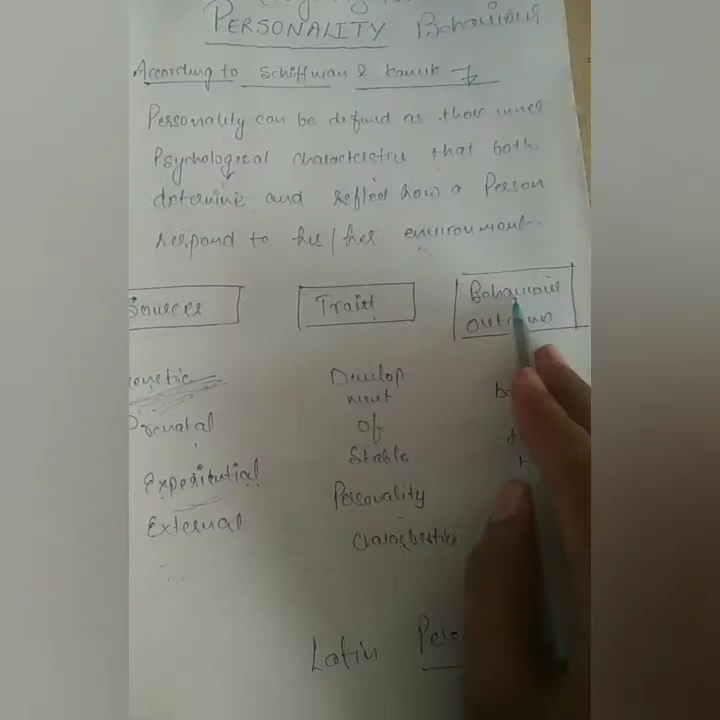 PERSONALITY Behaviour
According to Schiffman & kanuk
Personality can be defined as those inner
Psychological characteristics that both
determine and reflect how a Person
respond to his/her environment
Sources
Trait
Behaviour
Genetic
Prenatal
Experiential
External
Develop
ment
of
Stable
Personality
Latin